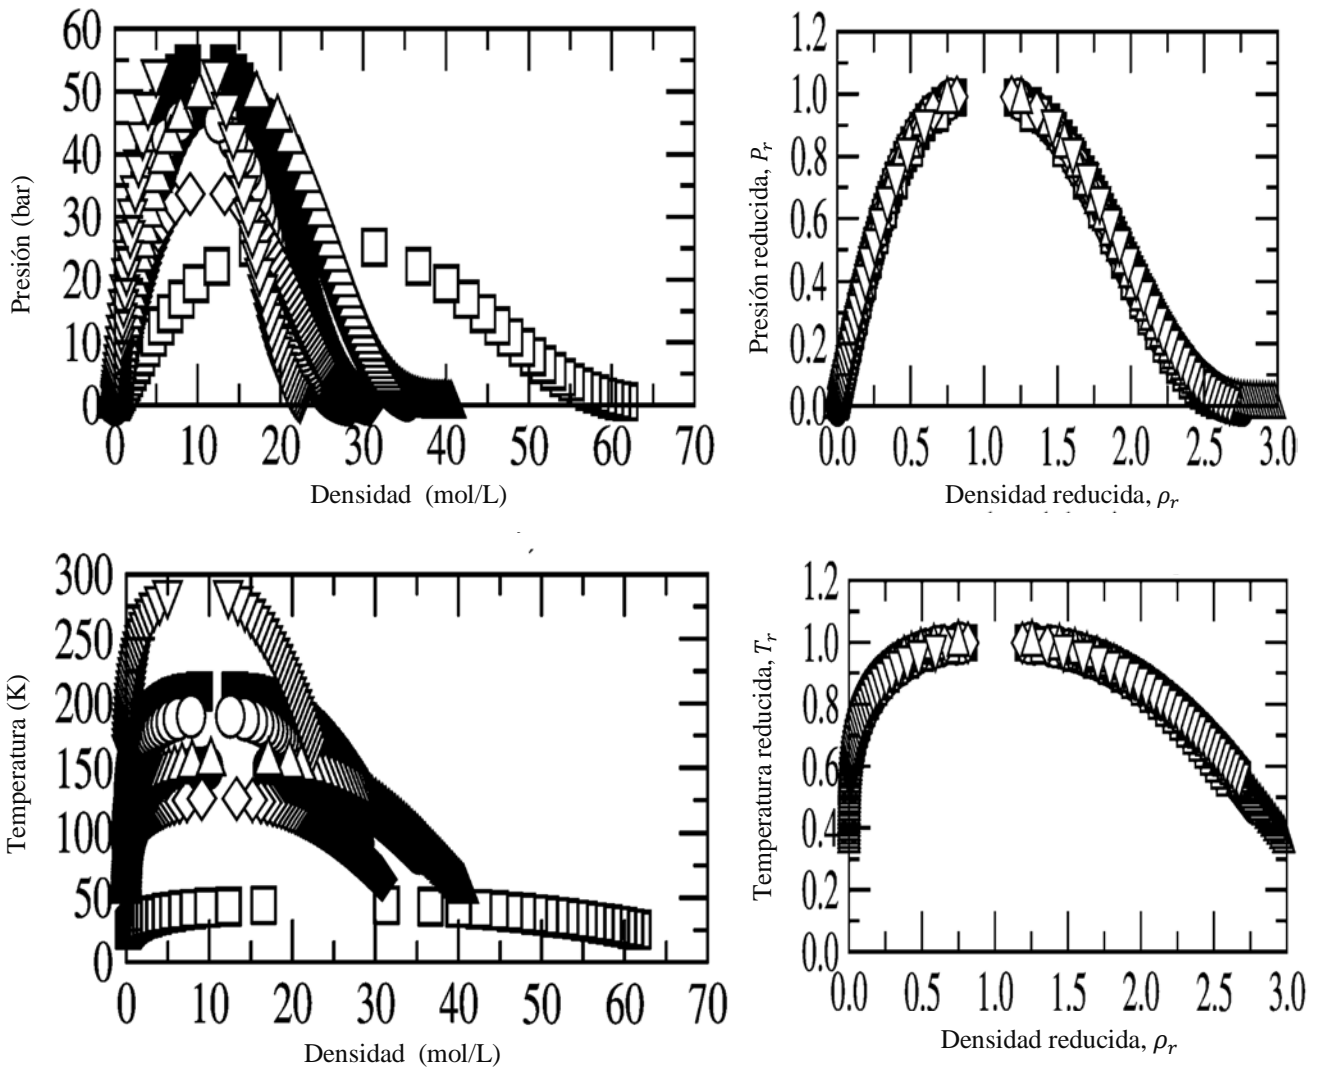 60
50
40
30
20
10
0
Presión (bar)
0 10 20 30 40 50 60 70
Densidad (mol/L)
1.2
1.0
0.8
0.6
0.4
0.2
0.0
Presión reducida, Pᵣ
0.0 0.5 1.0 1.5 2.0 2.5 3.0
Densidad reducida, ρᵣ
300
250
200
150
100
50
0
Temperatura (K)
0 10 20 30 40 50 60 70
Densidad (mol/L)
1.2
1.0
0.8
0.6
0.4
0.2
0.0
Temperatura reducida, Tᵣ
0.0 0.5 1.0 1.5 2.0 2.5 3.0
Densidad reducida, ρᵣ